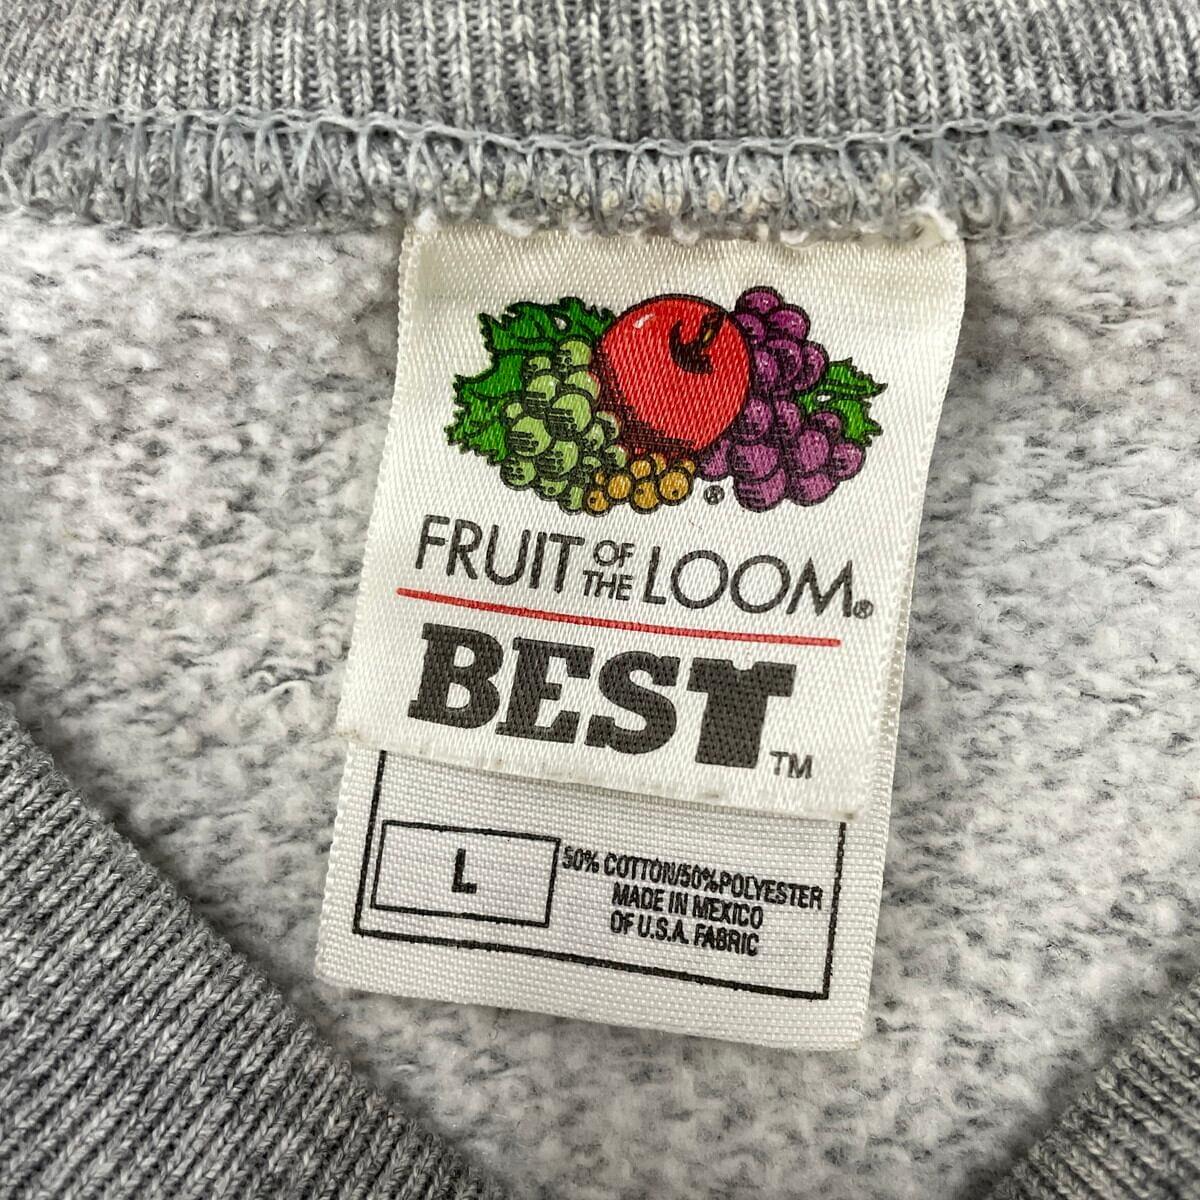 ®
FRUIT OF THE LOOM®
BEST™
L
50% COTTON/50%POLYESTER
MADE IN MEXICO
OF U.S.A. FABRIC